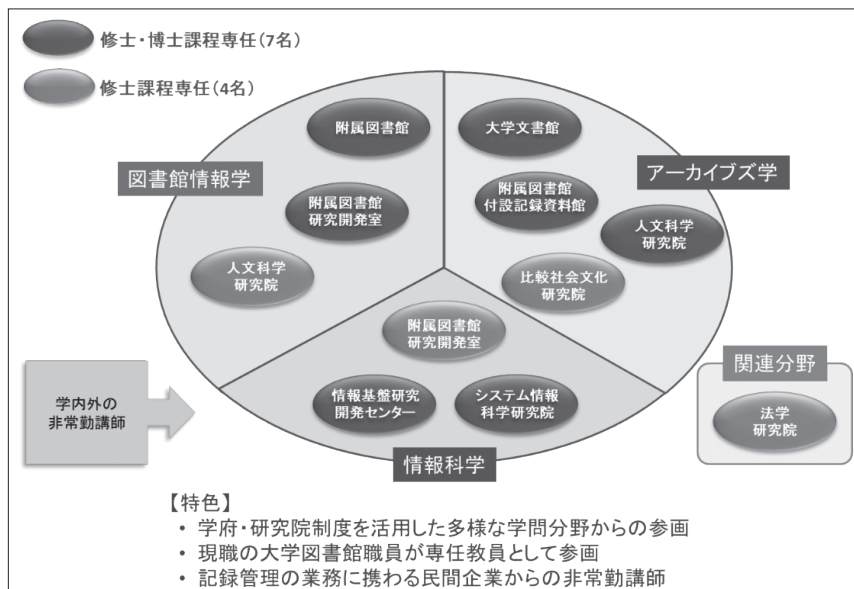 修士・博士課程専任(7名)
修士課程専任(4名)
図書館情報学
附属図書館
附属図書館
研究開発室
人文科学
研究院
アーカイブズ学
大学文書館
附属図書館
付設記録資料館
人文科学
研究院
比較社会文化
研究院
附属図書館
研究開発室
情報基盤研究
開発センター
システム情報
科学研究院
情報科学
学内外の
非常勤講師
関連分野
法学
研究院
【特色】
• 学府・研究院制度を活用した多様な学問分野からの参画
• 現職の大学図書館職員が専任教員として参画
• 記録管理の業務に携わる民間企業からの非常勤講師